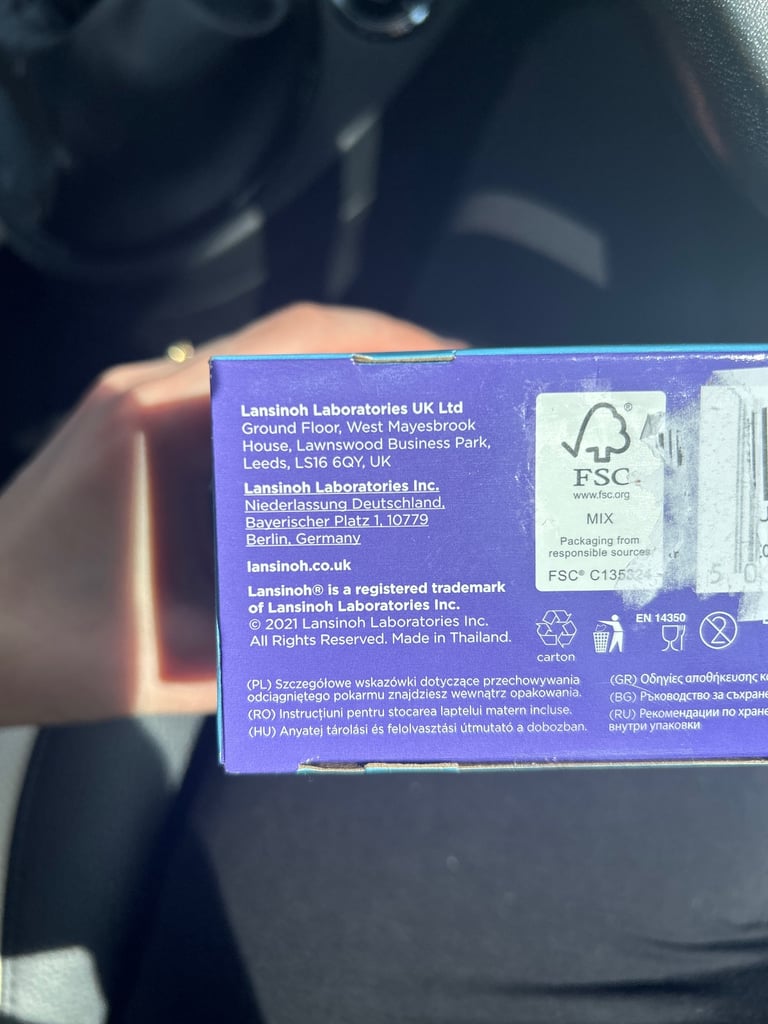 Lansinoh Laboratories UK Ltd
Ground Floor, West Mayesbrook
House, Lawnswood Business Park,
Leeds, LS16 6QY, UK
Lansinoh Laboratories Inc.
Niederlassung Deutschland,
Bayerischer Platz 1, 10779
Berlin, Germany
lansinoh.co.uk
Lansinoh® is a registered trademark
of Lansinoh Laboratories Inc.
© 2021 Lansinoh Laboratories Inc.
All Rights Reserved. Made in Thailand.
®
FSC
www.fsc.org
MIX
Packaging from
responsible sources
FSC® C135324
5 0
carton
EN 14350
(PL) Szczegółowe wskazówki dotyczące przechowywania
odciągniętego pokarmu znajdziesz wewnątrz opakowania.
(RO) Instrucțiuni pentru stocarea laptelui matern incluse.
(HU) Anyatej tárolási és felolvasztási útmutató a dobozban.
(GR) Οδηγίες αποθήκευσης
(BG) Ръководство за
(RU) Рекомендации по
внутри упаковки